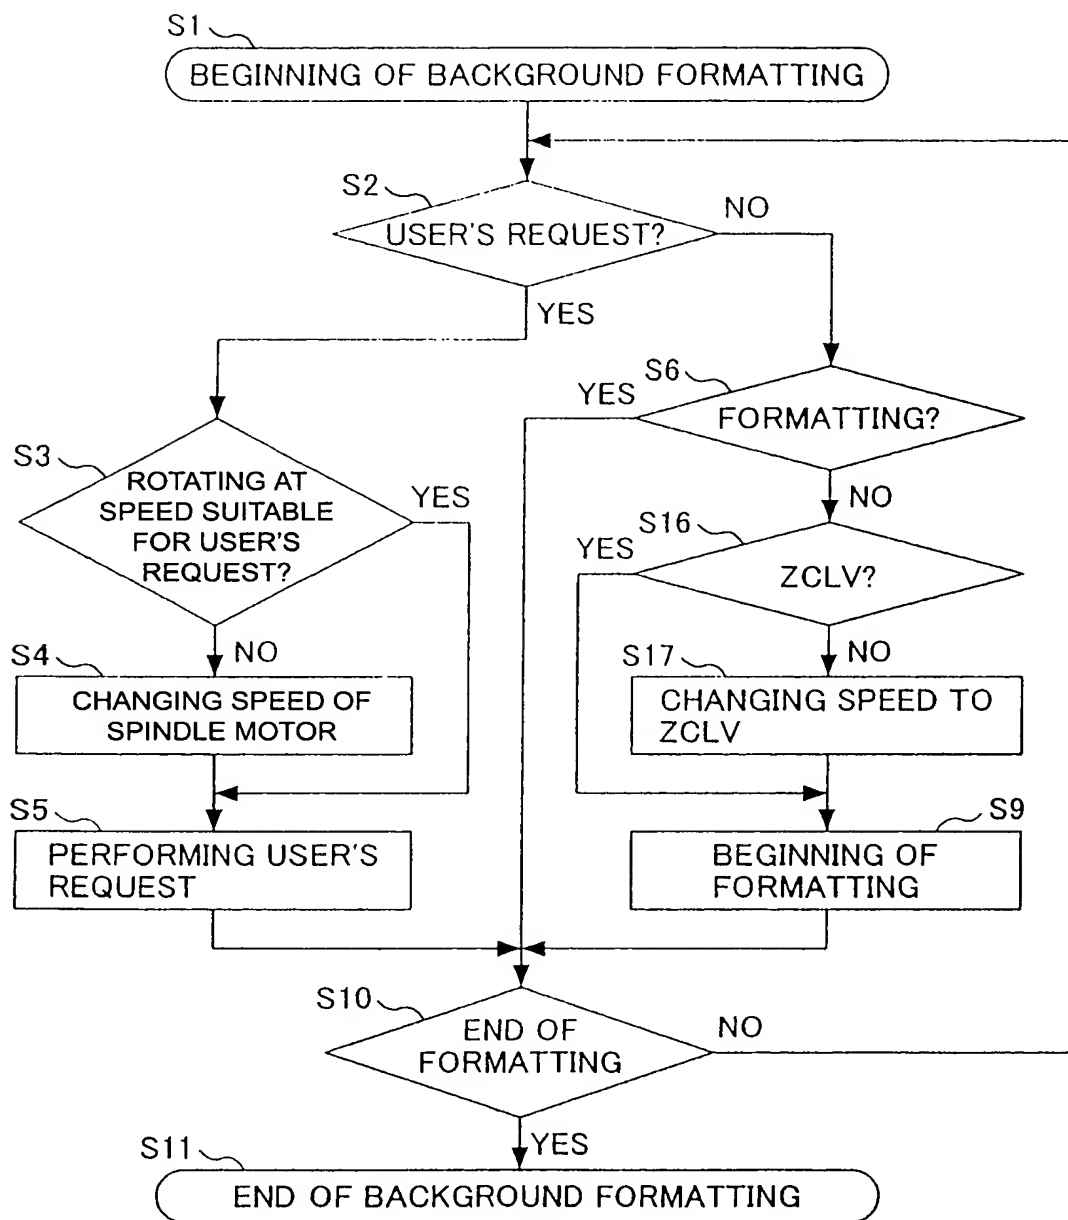 S1
BEGINNING OF BACKGROUND FORMATTING
S2
USER'S REQUEST?
NO
YES
S6
YES
FORMATTING?
NO
S3
ROTATING AT
SPEED SUITABLE
FOR USER'S
REQUEST?
YES
NO
S16
YES
ZCLV?
NO
S4
CHANGING SPEED OF
SPINDLE MOTOR
S17
CHANGING SPEED TO
ZCLV
S5
PERFORMING USER'S
REQUEST
S9
BEGINNING OF
FORMATTING
S10
END OF
FORMATTING
NO
YES
S11
END OF BACKGROUND FORMATTING